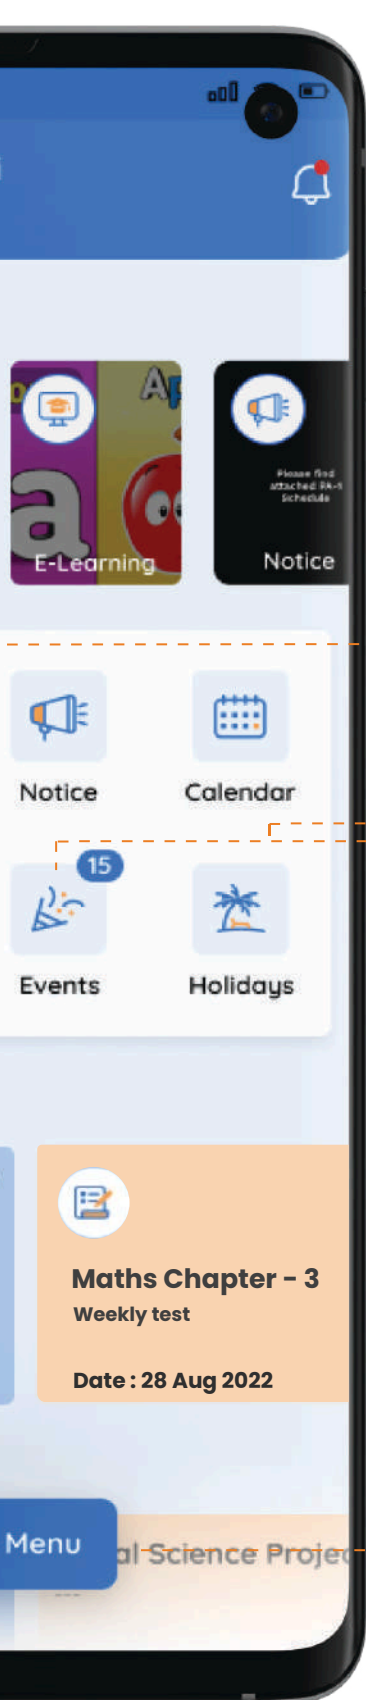 Ap
a
E-Learning
Please find
attached PA-1
Schedule
Notice
Notice
Calendar
15
Events
Holidays
Maths Chapter - 3
Weekly test
Date : 28 Aug 2022
Menu
al Science Projec